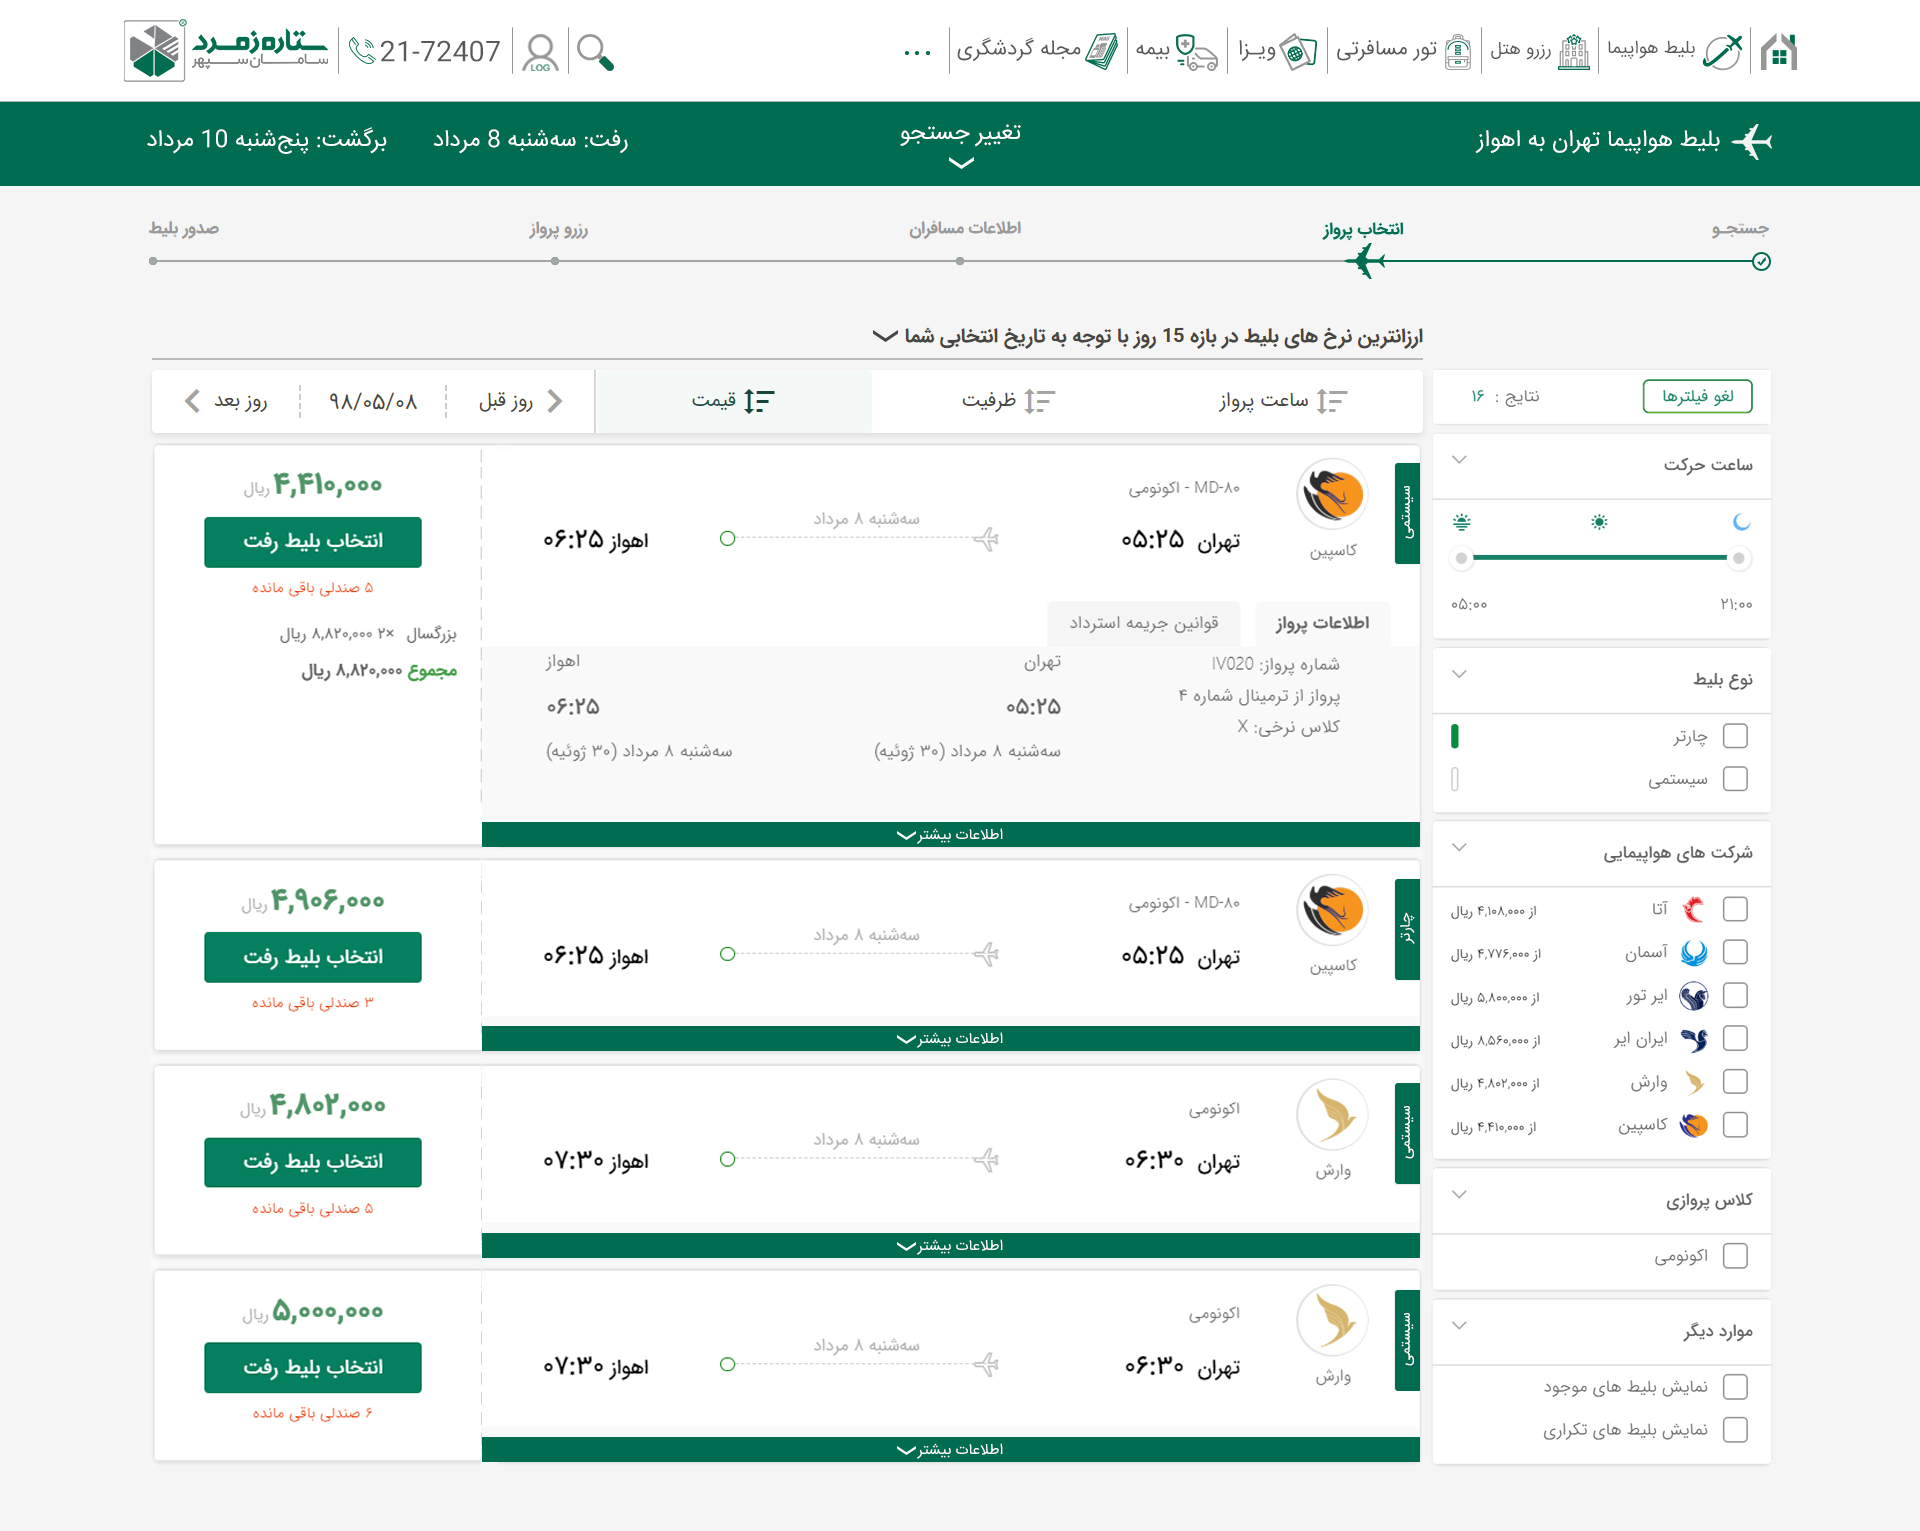 بلیط هواپیما
رزرو هتل
تور مسافرتی
ویـزا
بیمه
مجله گردشگری
...
LOG
21-72407
ستاره‌زمـرد
سامـان‌سـپهر
بلیط هواپیما تهران به اهواز
تغییر جستجو
رفت: سه‌شنبه 8 مرداد
برگشت: پنج‌شنبه 10 مرداد
جستجـو
انتخاب پرواز
اطلاعات مسافران
رزرو پرواز
صدور بلیط
ارزانترین نرخ های بلیط در بازه 15 روز با توجه به تاریخ انتخابی شما
لغو فیلترها
نتایج : ۱۶
ساعت حرکت
۲۱:۰۰
۰۵:۰۰
نوع بلیط
چارتر
سیستمی
شرکت های هواپیمایی
آتا
از ۴,۱۰۸,۰۰۰ ریال
آسمان
از ۴,۷۷۶,۰۰۰ ریال
ایر تور
از ۵,۸۰۰,۰۰۰ ریال
ایران ایر
از ۸,۵۶۰,۰۰۰ ریال
وارش
از ۴,۸۰۲,۰۰۰ ریال
کاسپین
از ۴,۴۱۰,۰۰۰ ریال
کلاس پروازی
اکونومی
موارد دیگر
نمایش بلیط های موجود
نمایش بلیط های تکراری
ساعت پرواز
ظرفیت
قیمت
روز قبل
۹۸/۰۵/۰۸
روز بعد
سیستمی
کاسپین
MD-۸۰ - اکونومی
تهران ۰۵:۲۵
سه‌شنبه ۸ مرداد
اهواز ۰۶:۲۵
۴,۴۱۰,۰۰۰ ریال
انتخاب بلیط رفت
۵ صندلی باقی مانده
بزرگسال ×۲ ۸,۸۲۰,۰۰۰ ریال
مجموع ۸,۸۲۰,۰۰۰ ریال
اطلاعات پرواز
قوانین جریمه استرداد
شماره پرواز: IV020
پرواز از ترمینال شماره ۴
کلاس نرخی: X
تهران
۰۵:۲۵
سه‌شنبه ۸ مرداد (۳۰ ژوئیه)
اهواز
۰۶:۲۵
سه‌شنبه ۸ مرداد (۳۰ ژوئیه)
اطلاعات بیشتر
چارتر
کاسپین
MD-۸۰ - اکونومی
تهران ۰۵:۲۵
سه‌شنبه ۸ مرداد
اهواز ۰۶:۲۵
۴,۹۰۶,۰۰۰ ریال
انتخاب بلیط رفت
۳ صندلی باقی مانده
اطلاعات بیشتر
سیستمی
وارش
اکونومی
تهران ۰۶:۳۰
سه‌شنبه ۸ مرداد
اهواز ۰۷:۳۰
۴,۸۰۲,۰۰۰ ریال
انتخاب بلیط رفت
۵ صندلی باقی مانده
اطلاعات بیشتر
سیستمی
وارش
اکونومی
تهران ۰۶:۳۰
سه‌شنبه ۸ مرداد
اهواز ۰۷:۳۰
۵,۰۰۰,۰۰۰ ریال
انتخاب بلیط رفت
۶ صندلی باقی مانده
اطلاعات بیشتر